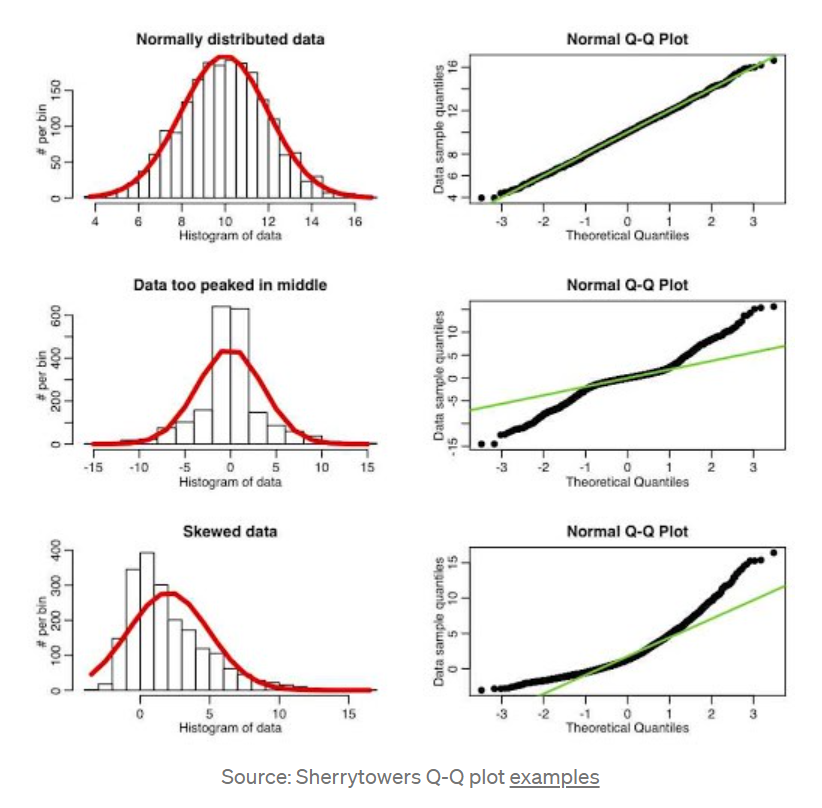 Normally distributed data
# per bin
150
100
50
0
4 6 8 10 12 14 16
Histogram of data
Normal Q-Q Plot
Data sample quantiles
16
12
8
6
4
-3 -2 -1 0 1 2 3
Theoretical Quantiles
Data too peaked in middle
# per bin
600
400
200
0
-15 -10 -5 0 5 10 15
Histogram of data
Normal Q-Q Plot
Data sample quantiles
10
5
0
-5
-15
-3 -2 -1 0 1 2 3
Theoretical Quantiles
Skewed data
# per bin
400
300
200
100
0
0 5 10 15
Histogram of data
Normal Q-Q Plot
Data sample quantiles
15
10
5
0
-3 -2 -1 0 1 2 3
Theoretical Quantiles
Source: Sherrytowers Q-Q plot examples